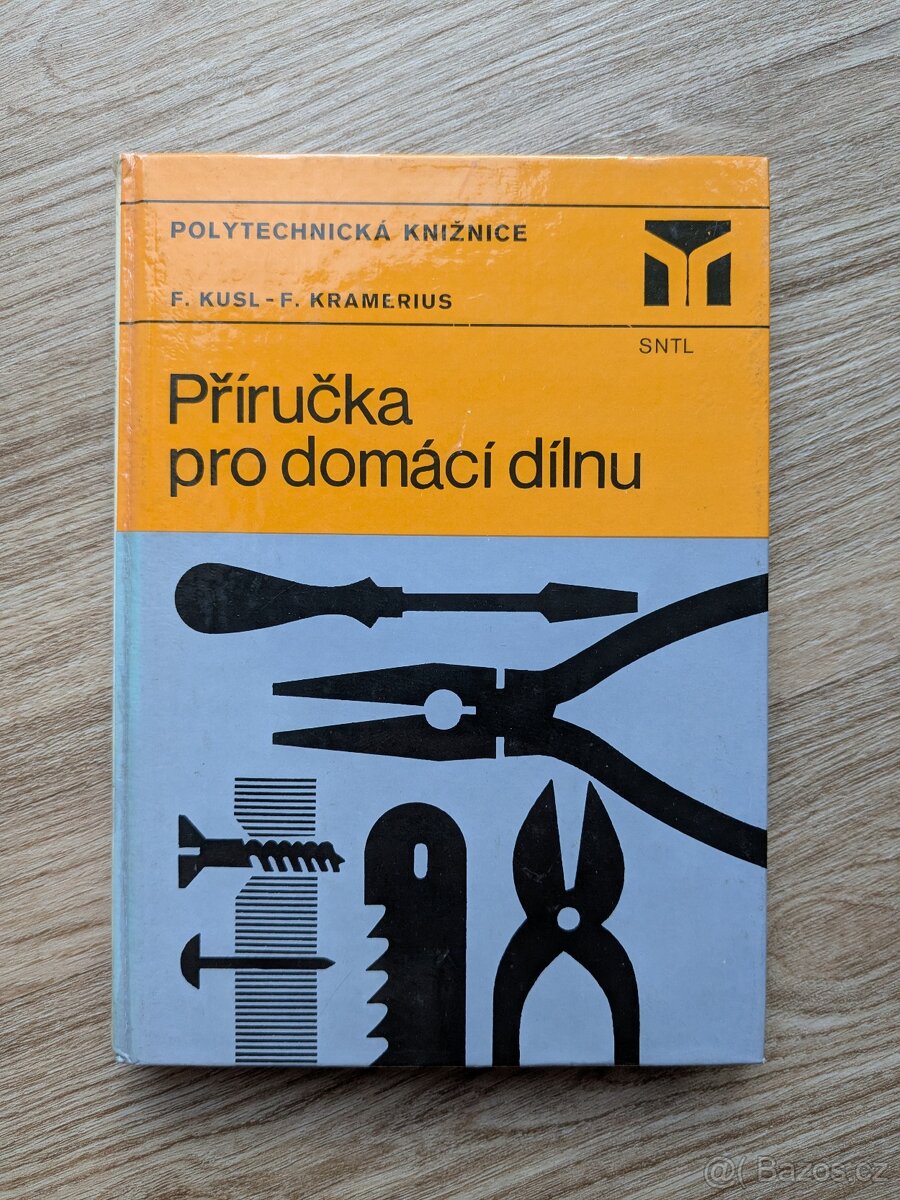 POLYTECHNICKÁ KNIŽNICE
F. KUSL-F. KRAMERIUS
SNTL
Příručka
pro domácí dílnu
@( Bazos.cz